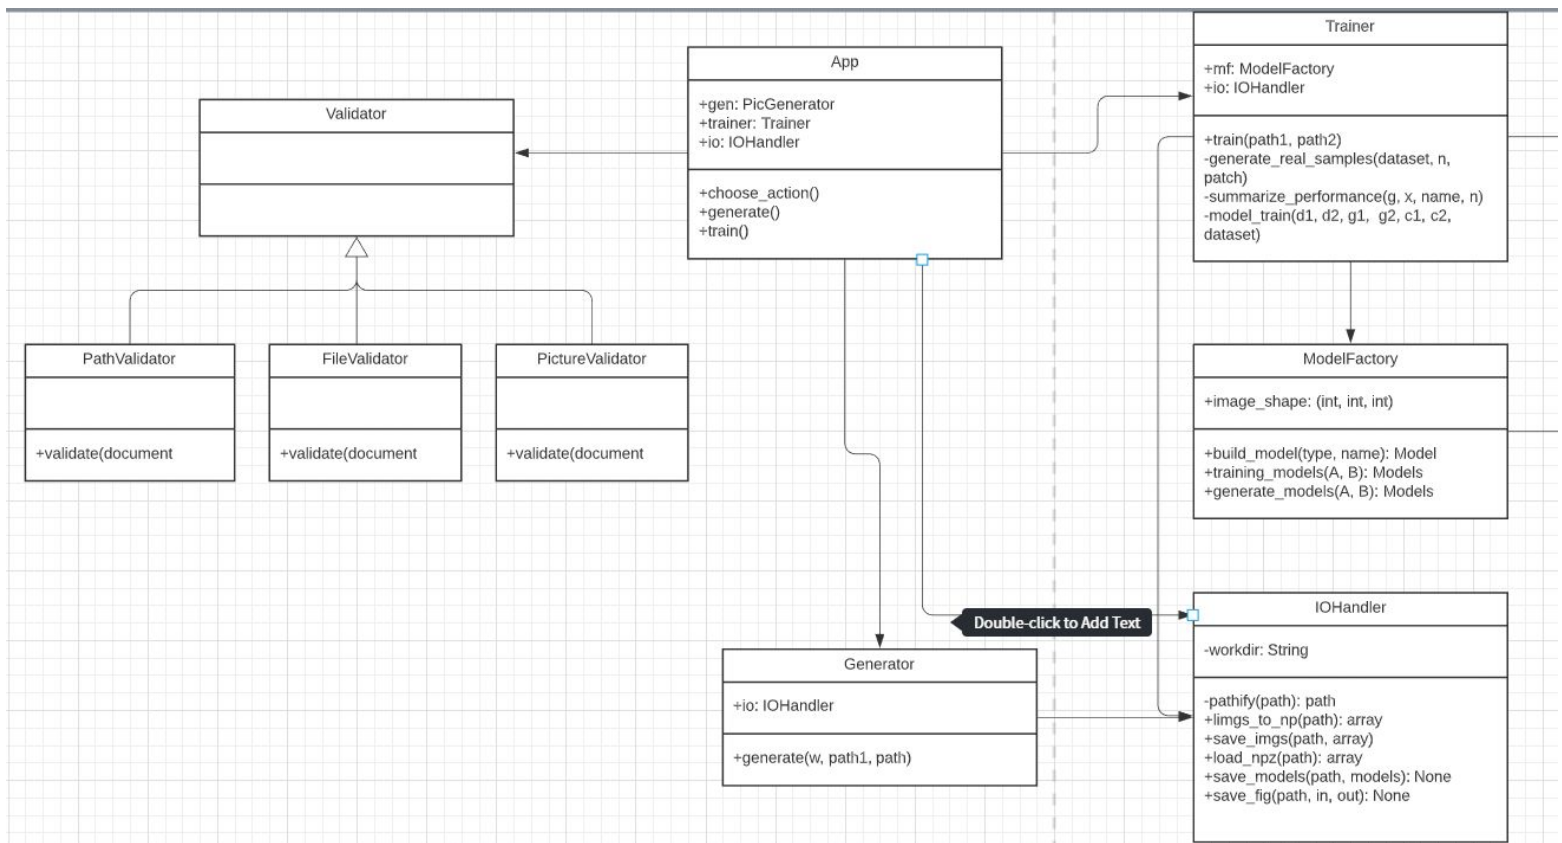 Trainer
+mf: ModelFactory
+io: IOHandler
+train(path1, path2)
-generate_real_samples(dataset, n,
patch)
-summarize_performance(g, x, name, n)
-model_train(d1, d2, g1, g2, c1, c2,
dataset)
App
+gen: PicGenerator
+trainer: Trainer
+io: IOHandler
+choose_action()
+generate()
+train()
Validator
PathValidator
+validate(document
FileValidator
+validate(document
PictureValidator
+validate(document
ModelFactory
+image_shape: (int, int, int)
+build_model(type, name): Model
+training_models(A, B): Models
+generate_models(A, B): Models
Double-click to Add Text
IOHandler
-workdir: String
-pathify(path): path
+limgs_to_np(path): array
+save_imgs(path, array)
+load_npz(path): array
+save_models(path, models): None
+save_fig(path, in, out): None
Generator
+io: IOHandler
+generate(w, path1, path)